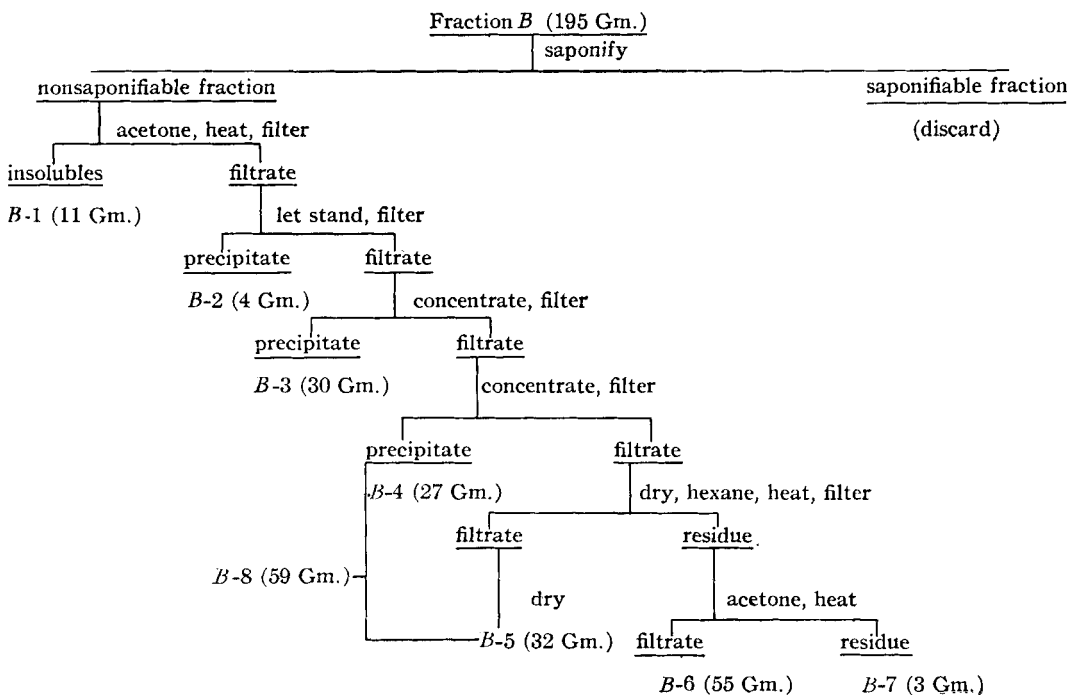 Fraction B (195 Gm.)
saponify
nonsaponifiable fraction
saponifiable fraction
acetone, heat, filter
(discard)
insolubles
filtrate
B-1 (11 Gm.)
let stand, filter
precipitate
filtrate
B-2 (4 Gm.)
concentrate, filter
precipitate
filtrate
B-3 (30 Gm.)
concentrate, filter
precipitate
filtrate
B-4 (27 Gm.)
dry, hexane, heat, filter
filtrate
residue
B-8 (59 Gm.)
dry
acetone, heat
B-5 (32 Gm.)
filtrate
residue
B-6 (55 Gm.)
B-7 (3 Gm.)